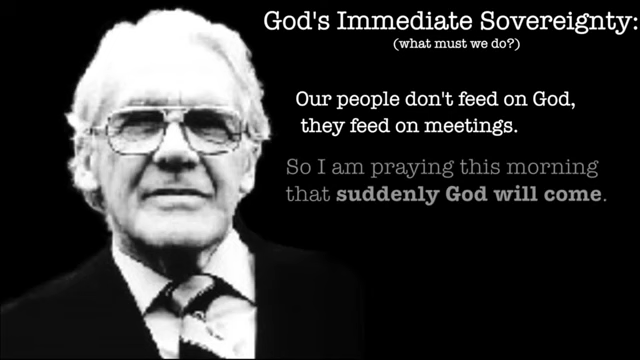 God's Immediate Sovereignty:
(what must we do?)
Our people don't feed on God,
they feed on meetings.
So I am praying this morning
that suddenly God will come.